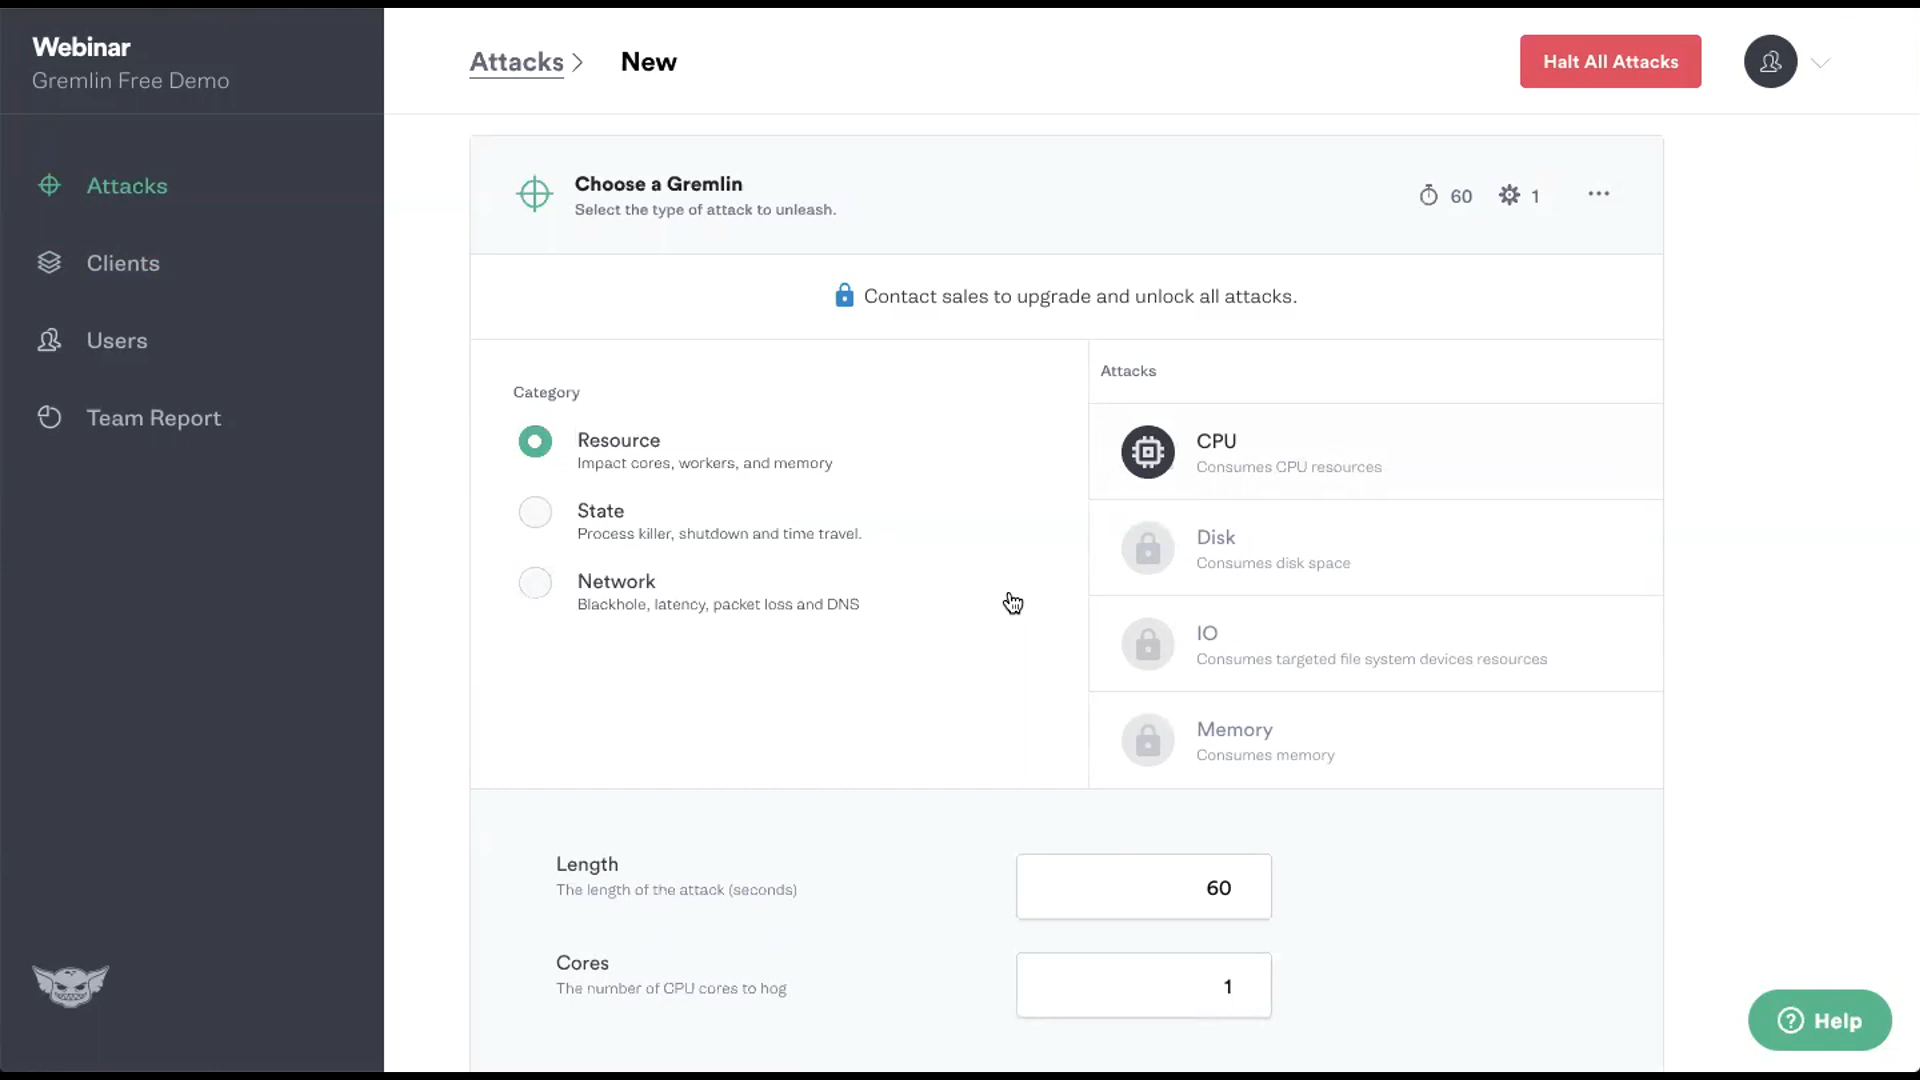 Webinar
Gremlin Free Demo
Attacks
Clients
Users
Team Report
Attacks > New
Halt All Attacks
Choose a Gremlin
Select the type of attack to unleash.
60
1
Contact sales to upgrade and unlock all attacks.
Category
Resource
Impact cores, workers, and memory
State
Process killer, shutdown and time travel.
Network
Blackhole, latency, packet loss and DNS
Attacks
CPU
Consumes CPU resources
Disk
Consumes disk space
IO
Consumes targeted file system devices resources
Memory
Consumes memory
Length
The length of the attack (seconds)
60
Cores
The number of CPU cores to hog
1
Help